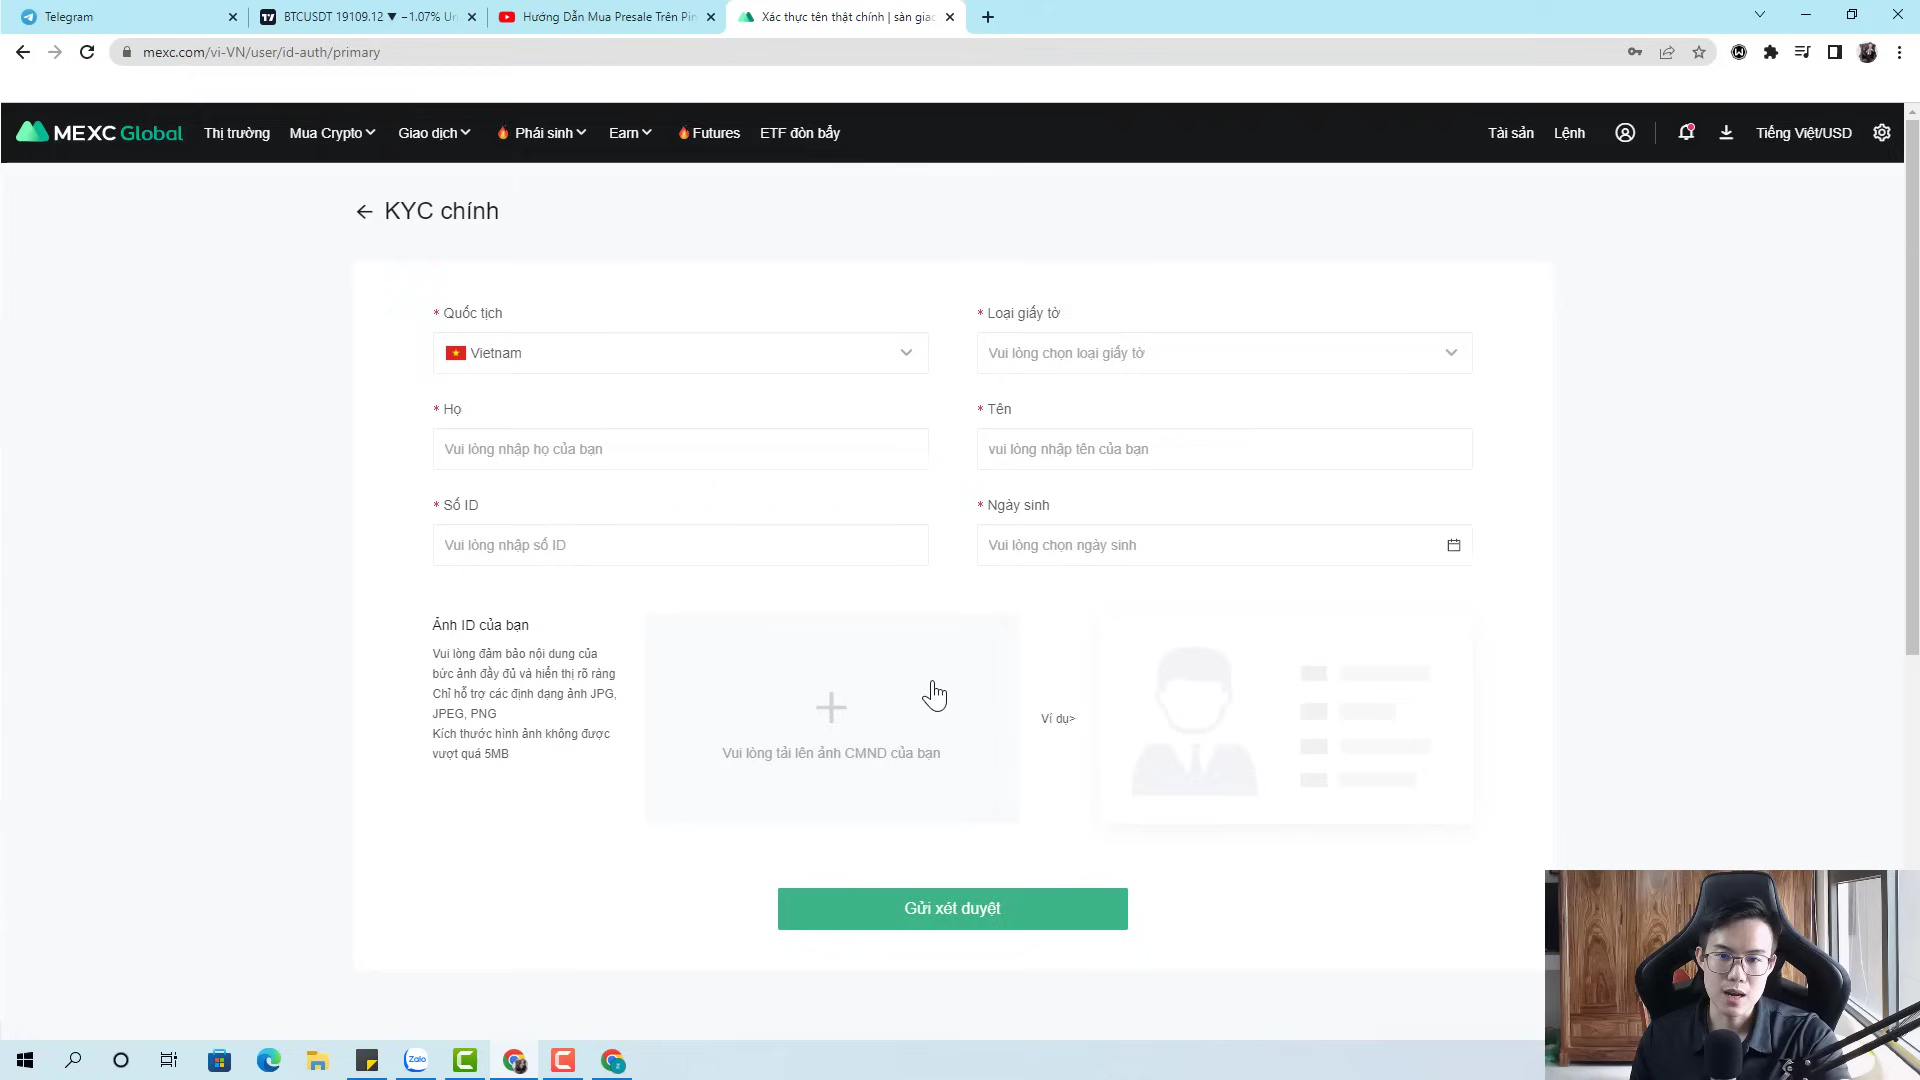 Telegram
BTCUSDT 19109.12 ▼ −1.07% Un
Hướng Dẫn Mua Presale Trên Pin
Xác thực tên thật chính | sàn giao
mexc.com/vi-VN/user/id-auth/primary
MEXC Global
Thị trường
Mua Crypto
Giao dịch
Phái sinh
Earn
Futures
ETF đòn bẩy
Tài sản
Lệnh
Tiếng Việt/USD
KYC chính
* Quốc tịch
* Loại giấy tờ
Vietnam
Vui lòng chọn loại giấy tờ
* Họ
* Tên
Vui lòng nhập họ của bạn
vui lòng nhập tên của bạn
* Số ID
* Ngày sinh
Vui lòng nhập số ID
Vui lòng chọn ngày sinh
Ảnh ID của bạn
Vui lòng đảm bảo nội dung của
bức ảnh đầy đủ và hiển thị rõ ràng
Chỉ hỗ trợ các định dạng ảnh JPG,
JPEG, PNG
Kích thước hình ảnh không được
vượt quá 5MB
Vui lòng tải lên ảnh CMND của bạn
Ví dụ>
Gửi xét duyệt
Zalo